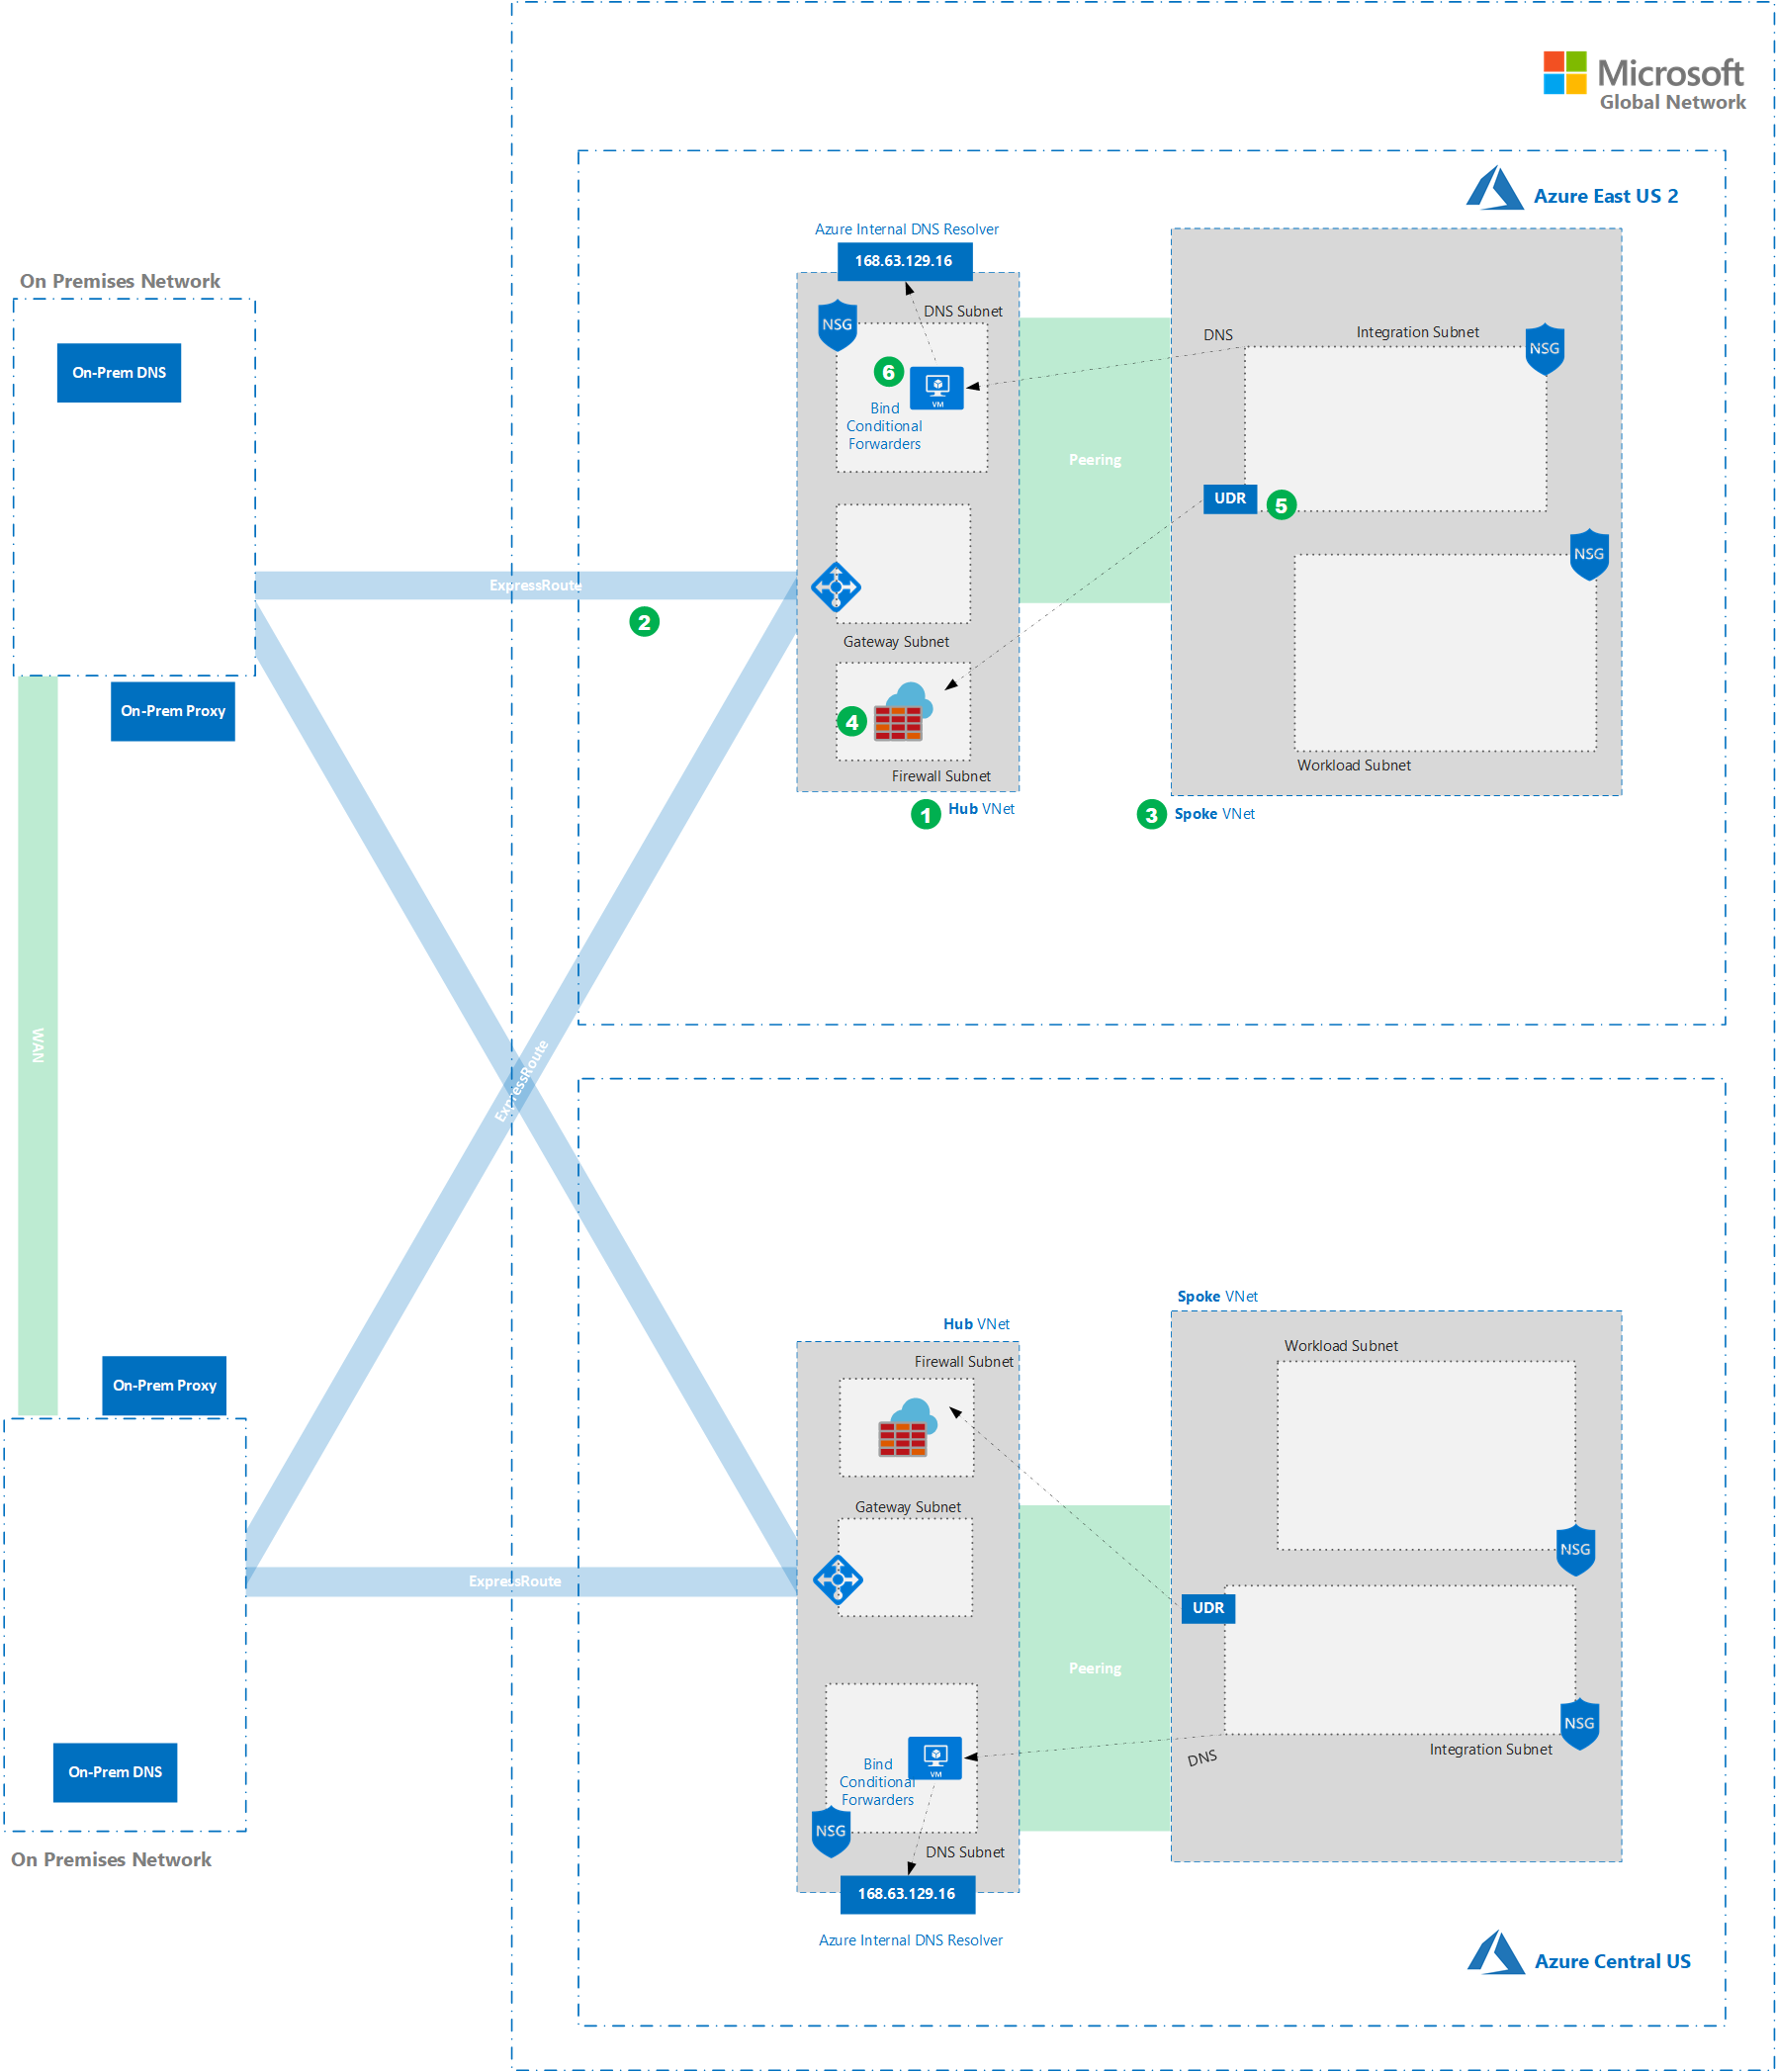 Microsoft
Global Network
Azure East US 2
Azure Internal DNS Resolver
168.63.129.16
On Premises Network
On-Prem DNS
NSG
DNS Subnet
6
VM
Bind
Conditional
Forwarders
DNS
Integration Subnet
NSG
Peering
UDR
5
NSG
ExpressRoute
2
Gateway Subnet
On-Prem Proxy
4
Firewall Subnet
Workload Subnet
1
Hub VNet
3
Spoke VNet
WAN
ExpressRoute
Spoke VNet
Hub VNet
Workload Subnet
Firewall Subnet
On-Prem Proxy
Gateway Subnet
NSG
ExpressRoute
UDR
Peering
NSG
Integration Subnet
DNS
On-Prem DNS
VM
Bind
Conditional
Forwarders
NSG
DNS Subnet
On Premises Network
168.63.129.16
Azure Internal DNS Resolver
Azure Central US